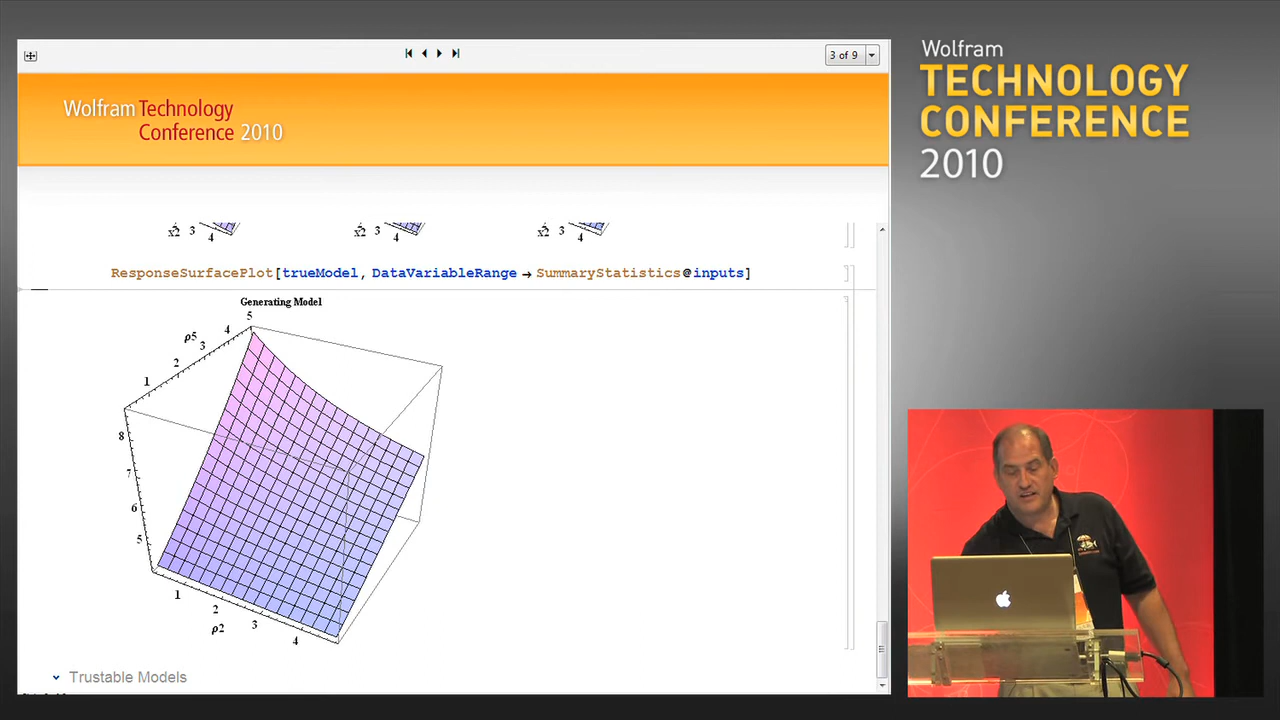 3 of 9
Wolfram
TECHNOLOGY
CONFERENCE
2010
Wolfram Technology
Conference 2010
x2 3 4 x2 3 4 x2 3 4
ResponseSurfacePlot[trueModel, DataVariableRange → SummaryStatistics@inputs]
Generating Model
5
4
ρ5
3
2
1
8
7
6
5
1
2
3
4
ρ2
Trustable Models